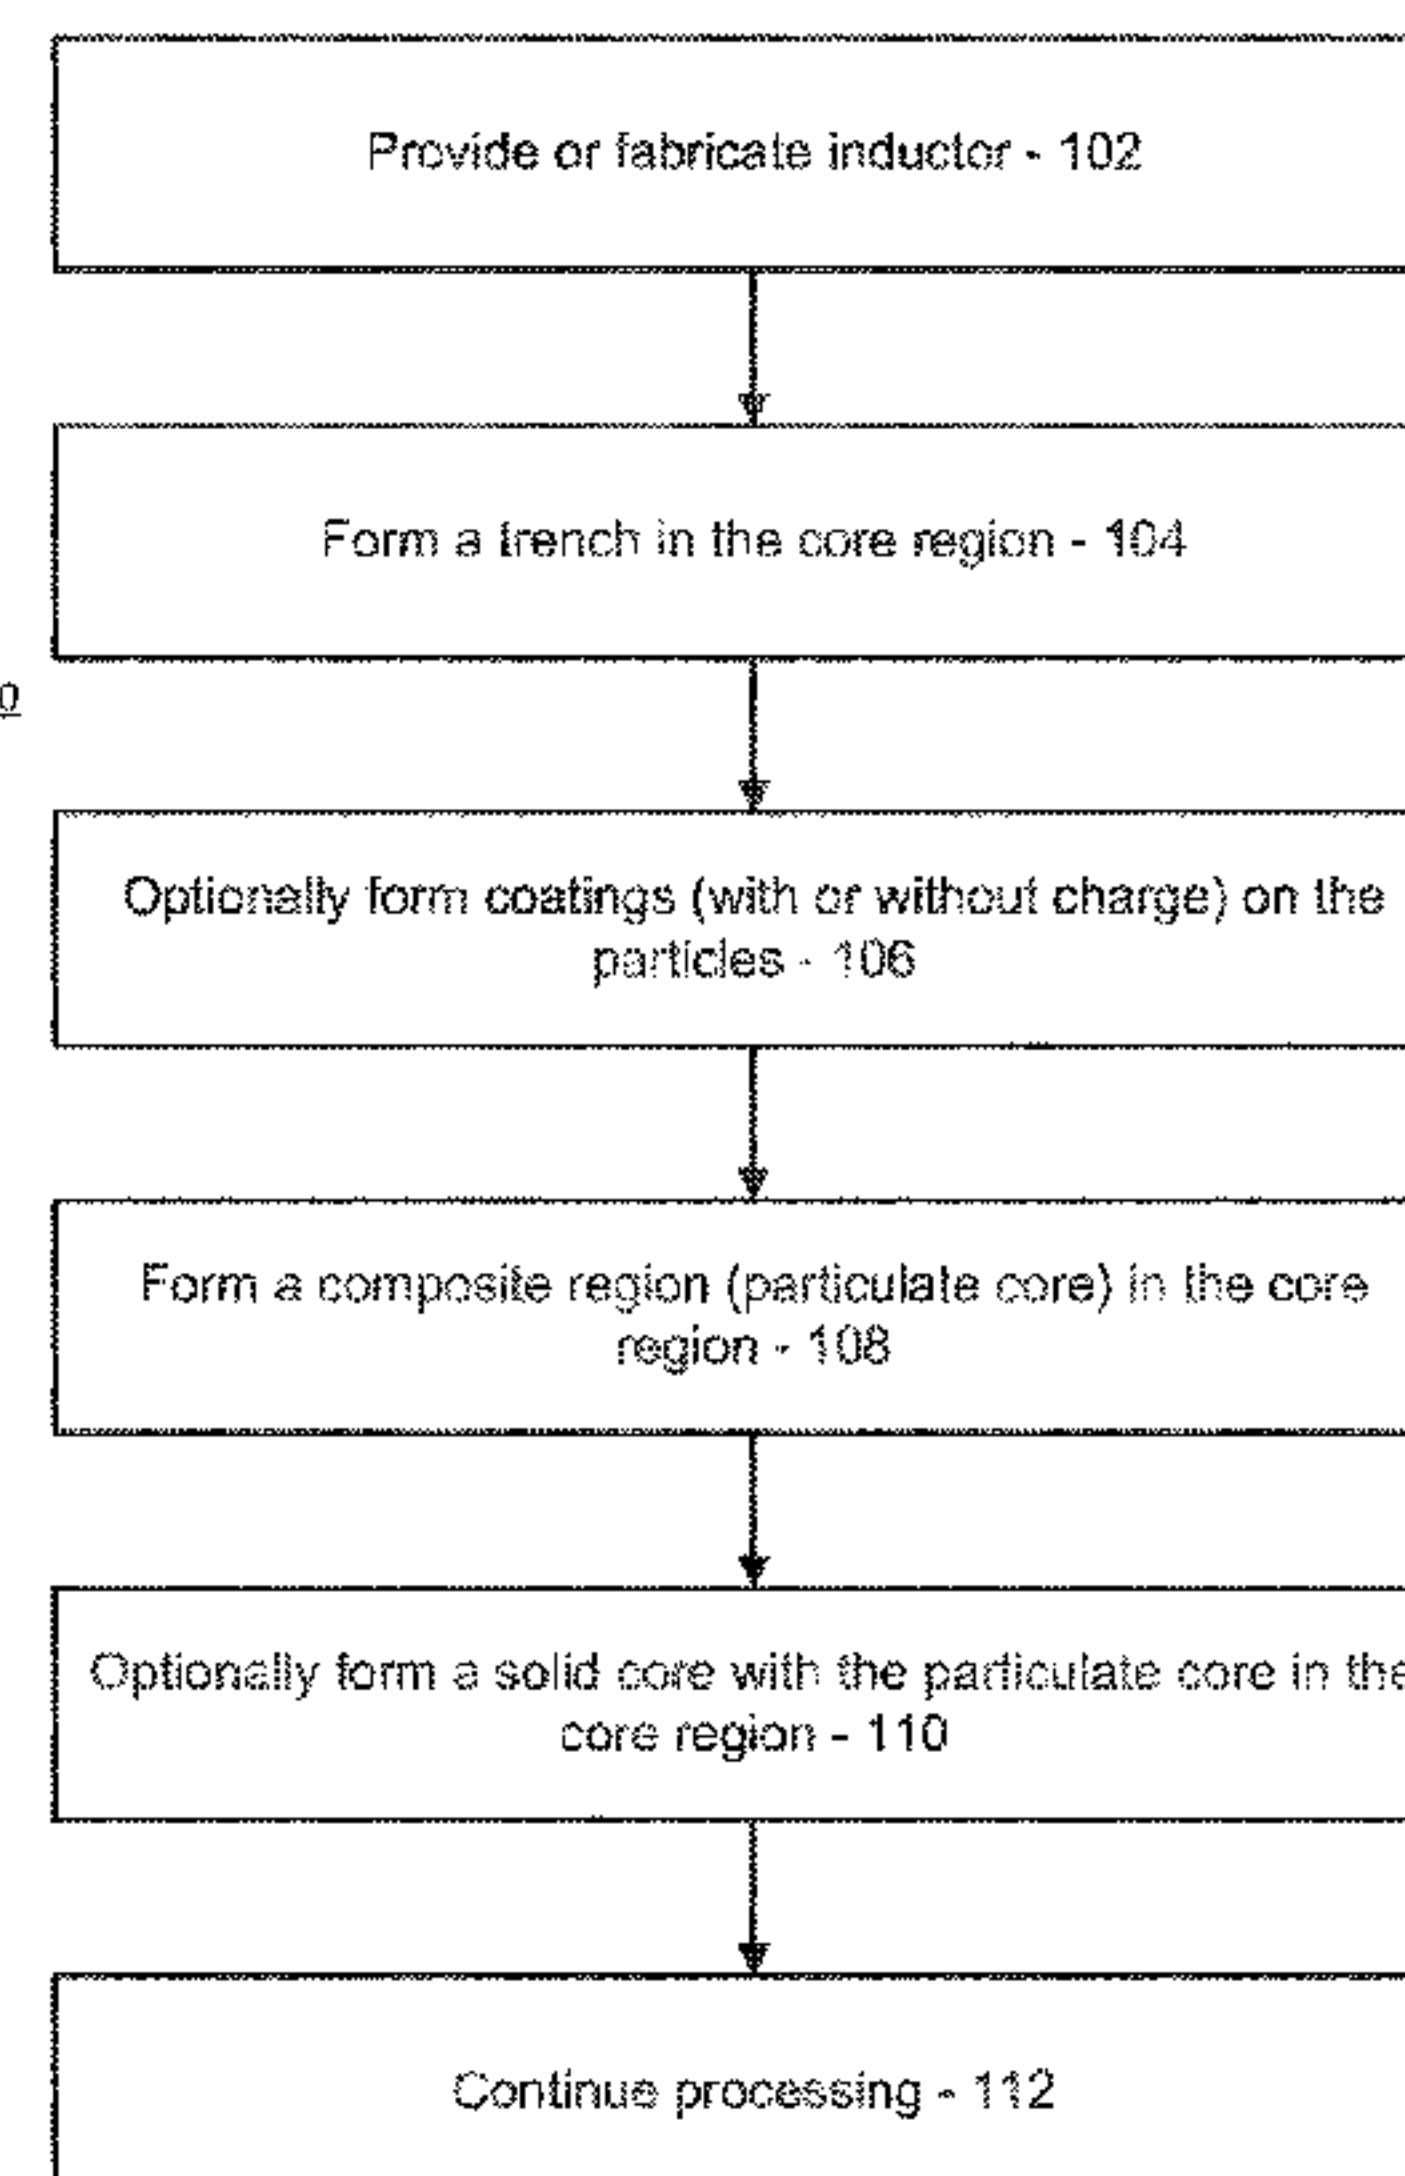 Provide or fabricate inductor - 102
Form a trench in the core region - 104
0
Optionally form coatings (with or without charge) on the
particles - 106
Form a composite region (particulate core) in the core
region - 108
Optionally form a solid core with the particulate core in the
core region - 110
Continue processing - 112